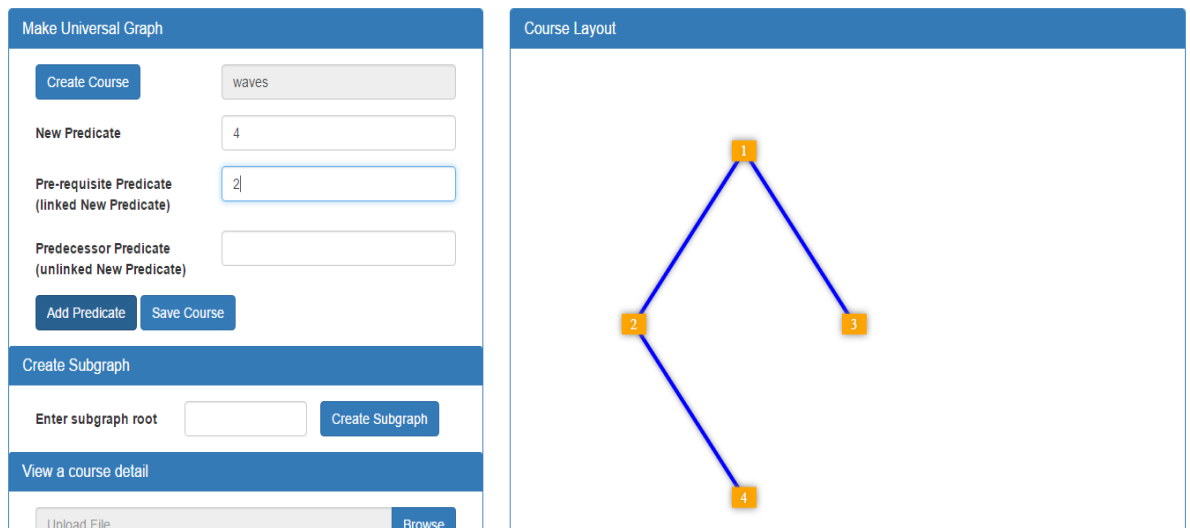 Make Universal Graph
Create Course
waves
New Predicate
4
Pre-requisite Predicate
(linked New Predicate)
2
Predecessor Predicate
(unlinked New Predicate)
Add Predicate
Save Course
Create Subgraph
Enter subgraph root
Create Subgraph
View a course detail
Upload File
Browse
Course Layout
1
2
3
4